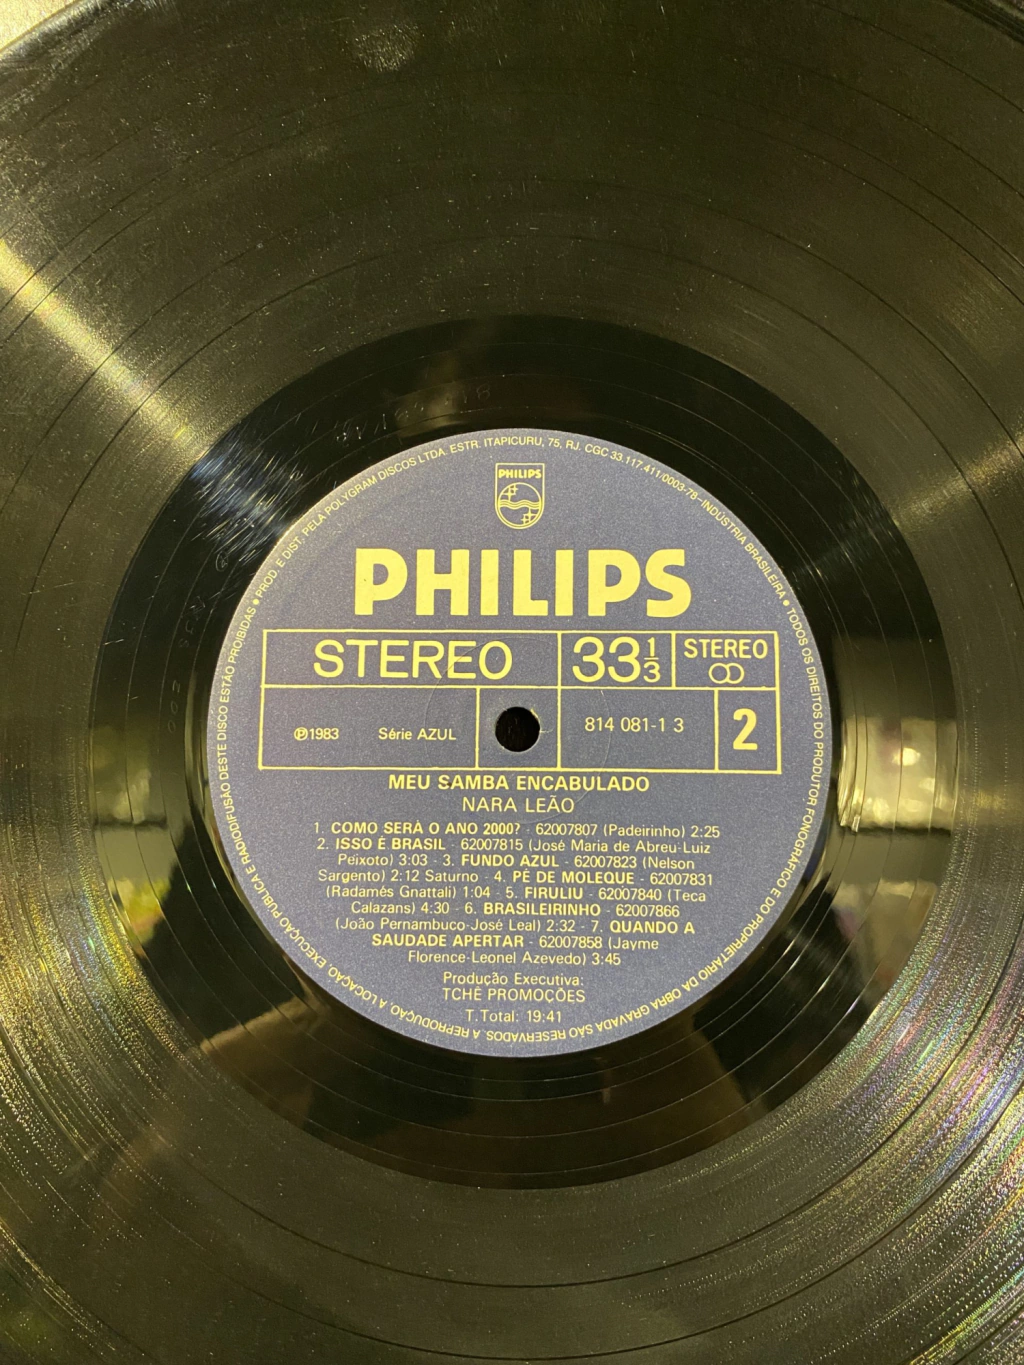 PROD. E DIST. PELA POLYGRAM DISCOS LTDA. ESTR. ITAPICURU, 75, RJ. CGC 33.117.411/0003-78-INDÚSTRIA BRASILEIRA • TODOS OS DIREITOS DO PRODUTOR FONOGRÁFICO E DO PROPRIETÁRIO DA OBRA GRAVADA SÃO RESERVADOS. A REPRODUÇÃO, A LOCAÇÃO, EXECUÇÃO PÚBLICA E RADIODIFUSÃO DESTE DISCO ESTÃO PROIBIDAS •
PHILIPS
PHILIPS
STEREO 33 1/3 STEREO
℗1983 Série AZUL 814 081-1 3 2
MEU SAMBA ENCABULADO
NARA LEÃO
1. COMO SERÁ O ANO 2000? - 62007807 (Padeirinho) 2:25
2. ISSO É BRASIL - 62007815 (José Maria de Abreu-Luiz
Peixoto) 3:03 - 3. FUNDO AZUL - 62007823 (Nelson
Sargento) 2:12 Saturno - 4. PÉ DE MOLEQUE - 62007831
(Radamés Gnattali) 1:04 - 5. FIRULIU - 62007840 (Teca
Calazans) 4:30 - 6. BRASILEIRINHO - 62007866
(João Pernambuco-José Leal) 2:32 - 7. QUANDO A
SAUDADE APERTAR - 62007858 (Jayme
Florence-Leonel Azevedo) 3:45
Produção Executiva:
TCHÊ PROMOÇÕES
T. Total: 19:41